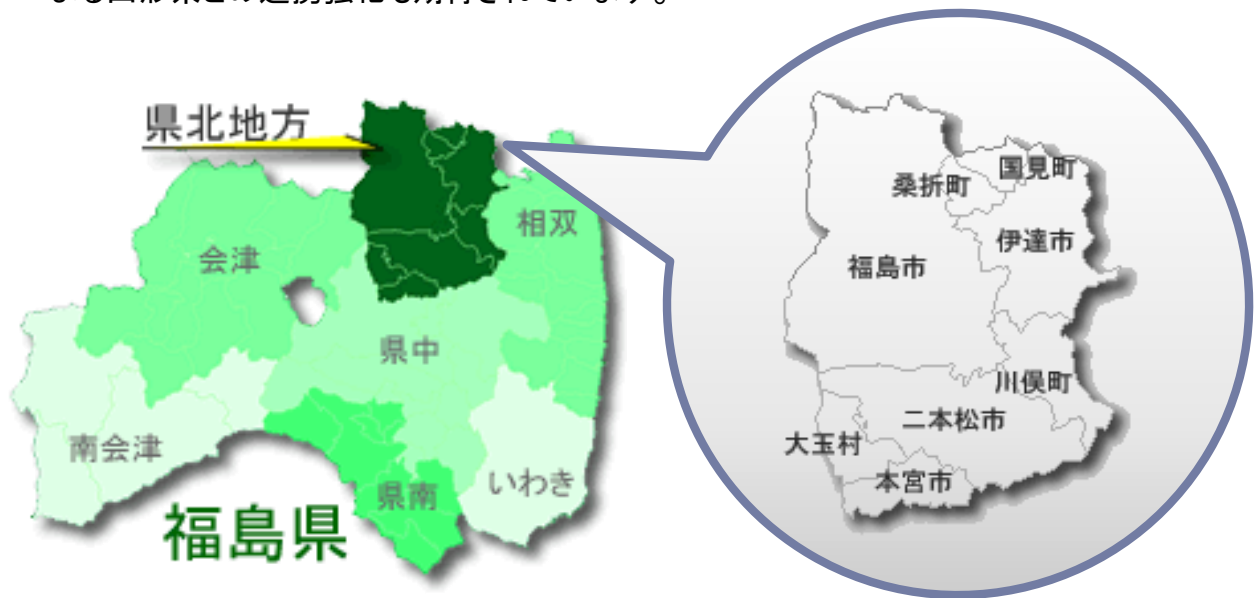 県北地方
相双
会津
県中
南会津
県南
いわき
福島県
国見町
桑折町
伊達市
福島市
川俣町
二本松市
大玉村
本宮市